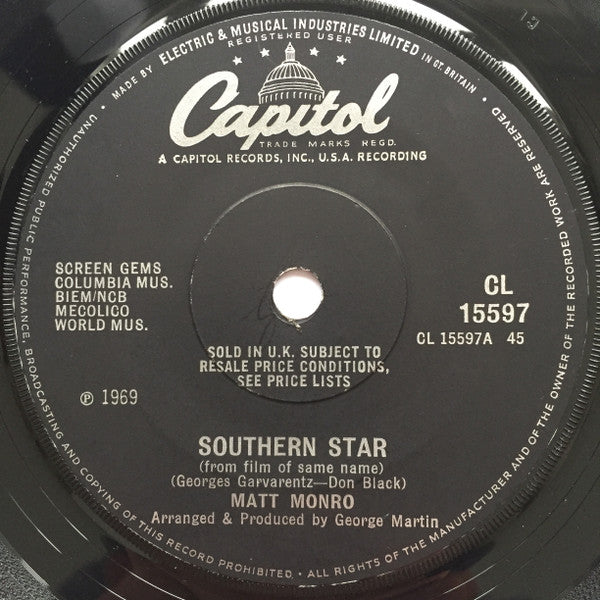 • MADE BY ELECTRIC & MUSICAL INDUSTRIES LIMITED IN GT. BRITAIN •
REGISTERED USER
Capitol
TRADE MARKS REGD.
A CAPITOL RECORDS, INC., U.S.A. RECORDING
SCREEN GEMS
COLUMBIA MUS.
BIEM/NCB
MECOLICO
WORLD MUS.
CL
15597
CL 15597A 45
SOLD IN U.K. SUBJECT TO
RESALE PRICE CONDITIONS,
SEE PRICE LISTS
℗ 1969
SOUTHERN STAR
(from film of same name)
(Georges Garvarentz—Don Black)
MATT MONRO
Arranged & Produced by George Martin
ALL RIGHTS OF THE MANUFACTURER AND OF THE OWNER OF THE RECORDED WORK ARE RESERVED •
UNAUTHORIZED PUBLIC PERFORMANCE, BROADCASTING AND COPYING OF THIS RECORD PROHIBITED. •